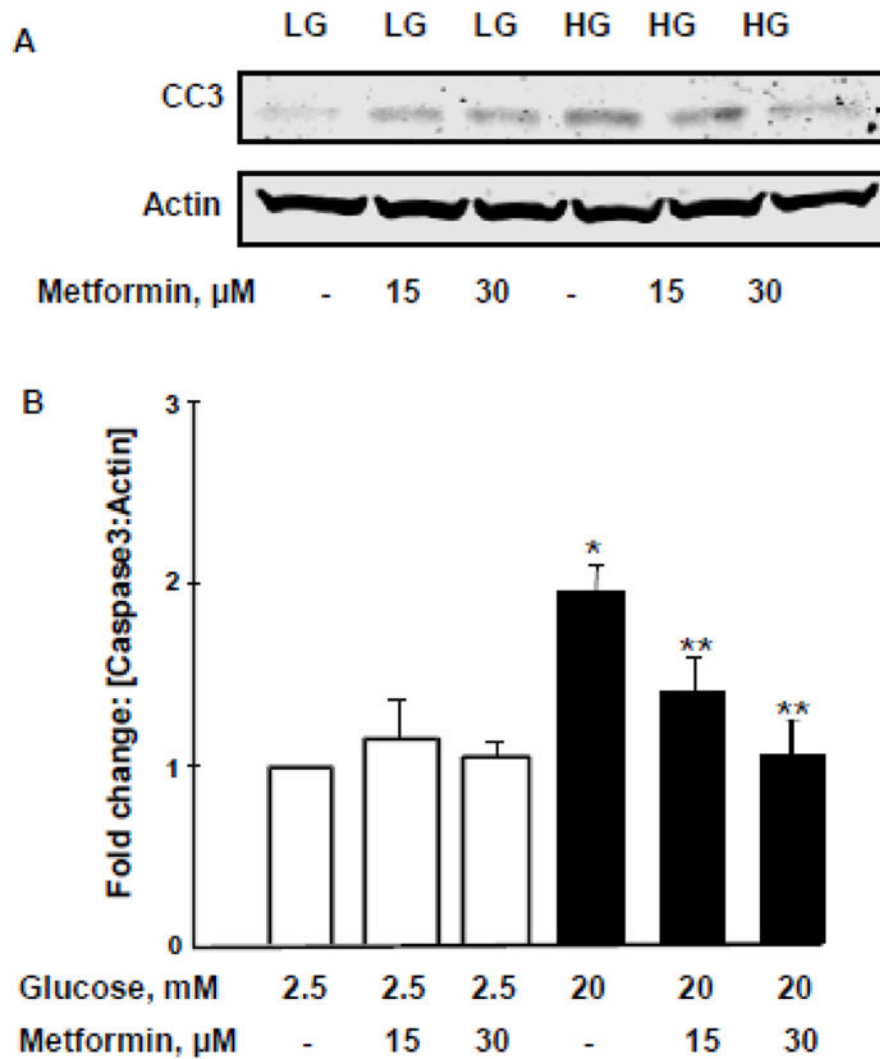 A
LG LG LG HG HG HG
CC3
Actin
Metformin, µM - 15 30 - 15 30
B
Fold change: [Caspase3:Actin]
3
2
1
0
*
**
**
Glucose, mM 2.5 2.5 2.5 20 20 20
Metformin, µM - 15 30 - 15 30